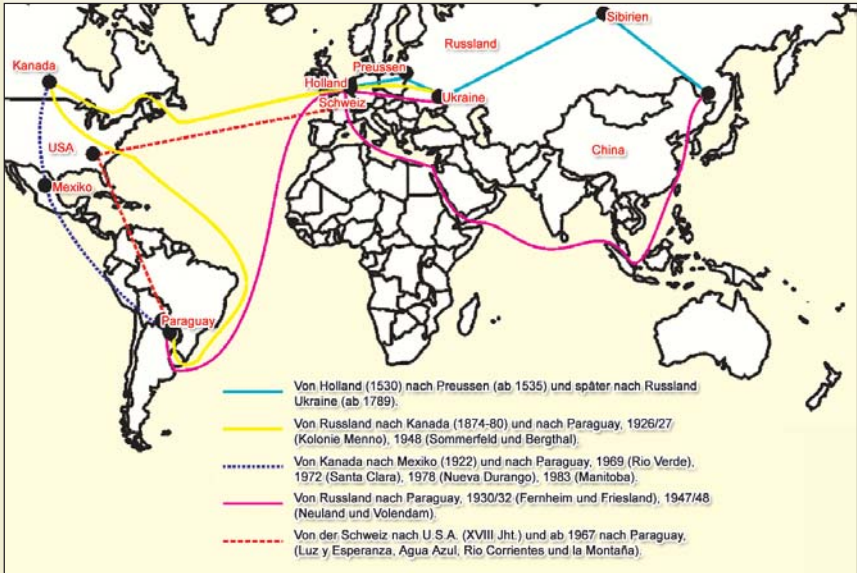 Sibirien
Russland
Kanada
Preussen
Holland
Ukraine
Schweiz
USA
China
Mexiko
Paraguay
Von Holland (1530) nach Preussen (ab 1535) und später nach Russland
Ukraine (ab 1789).
Von Russland nach Kanada (1874-80) und nach Paraguay, 1926/27
(Kolonie Menno), 1948 (Sommerfeld und Bergthal).
Von Kanada nach Mexiko (1922) und nach Paraguay, 1969 (Rio Verde),
1972 (Santa Clara), 1978 (Nueva Durango), 1983 (Manitoba).
Von Russland nach Paraguay, 1930/32 (Fernheim und Friesland), 1947/48
(Neuland und Volendam).
Von der Schweiz nach U.S.A. (XVIII Jht.) und ab 1967 nach Paraguay,
(Luz y Esperanza, Agua Azul, Rio Corrientes und la Montaña).